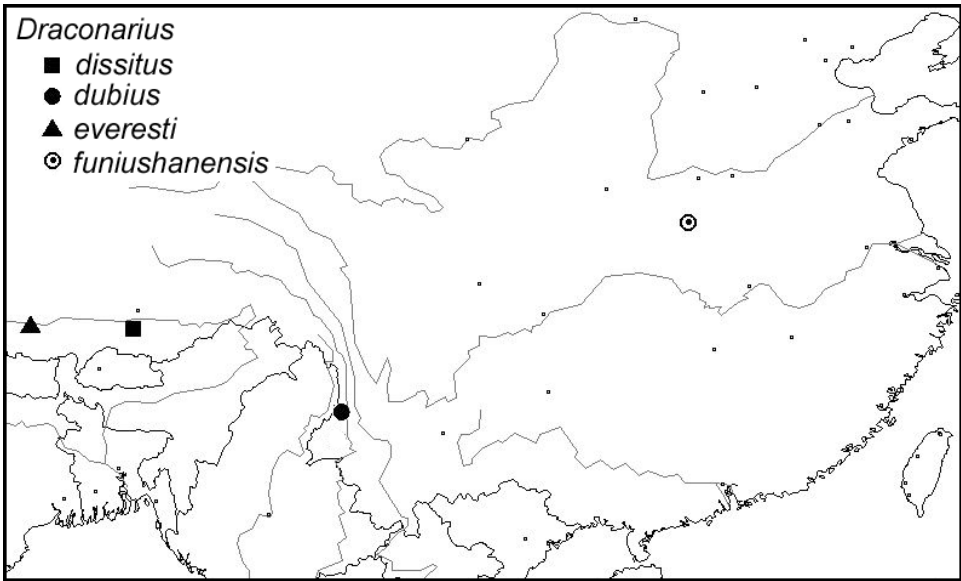 Draconarius
dissitus
dubius
everesti
funiushanensis